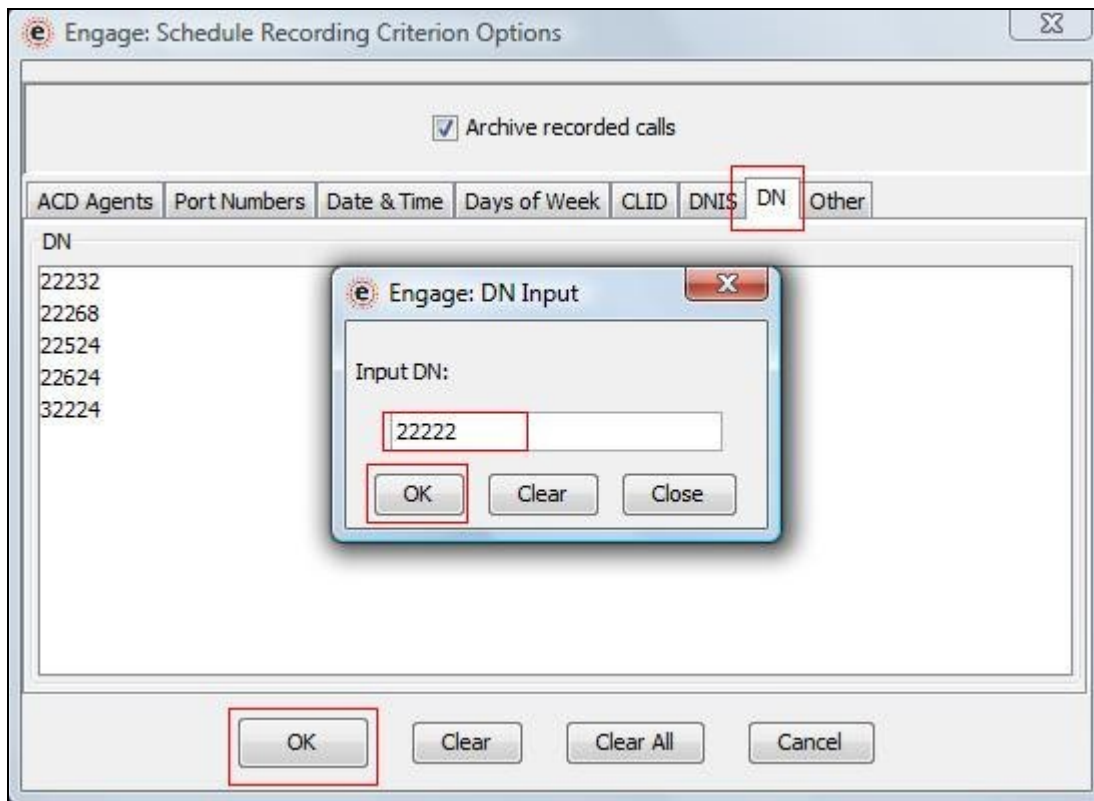 e Engage: Schedule Recording Criterion Options
Archive recorded calls
ACD Agents Port Numbers Date & Time Days of Week CLID DNIS DN Other
DN
22232
22268
22524
22624
32224
e Engage: DN Input
Input DN:
22222
OK Clear Close
OK Clear Clear All Cancel